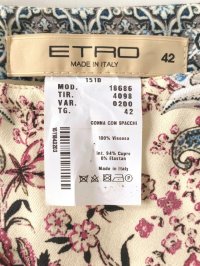 ETRO
MADE IN ITALY
42
151D
MOD. 18686
TIR. 4098
VAR. 0200
TG. 42
GONNA CON SPACCHI
100% Viscosa
Inc. 94% Cupro
6% Elastan
Made in Italy